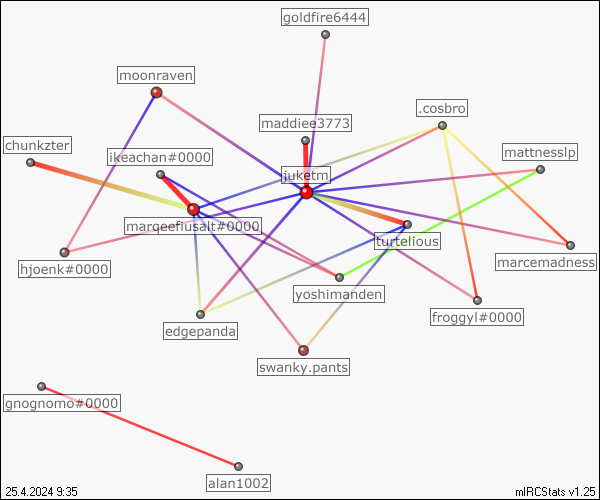 goldfire6444
moonraven
.cosbro
maddiee3773
chunkzter
ikeachan#0000
mattnesslp
juketm
marqeefiusalt#0000
turtelious
hjoenk#0000
marcemadness
yoshimanden
froggyl#0000
edgepanda
swanky.pants
gnognomo#0000
alan1002
25.4.2024 9:35
mIRCStats v1.25